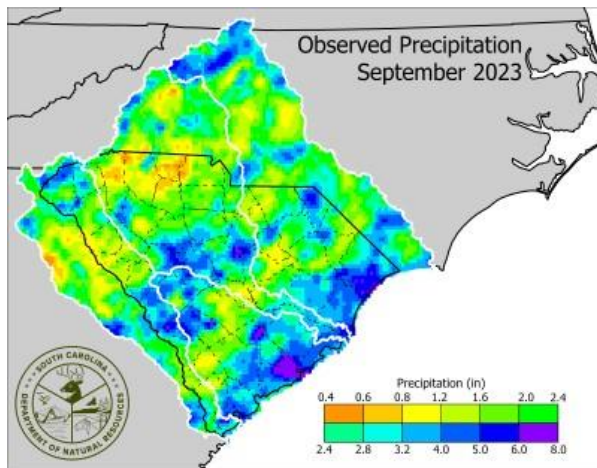 Observed Precipitation
September 2023
SOUTH CAROLINA
DEPARTMENT OF NATURAL RESOURCES
Precipitation (in)
0.4 0.6 0.8 1.2 1.6 2.0 2.4
2.4 2.8 3.2 4.0 5.0 6.0 8.0